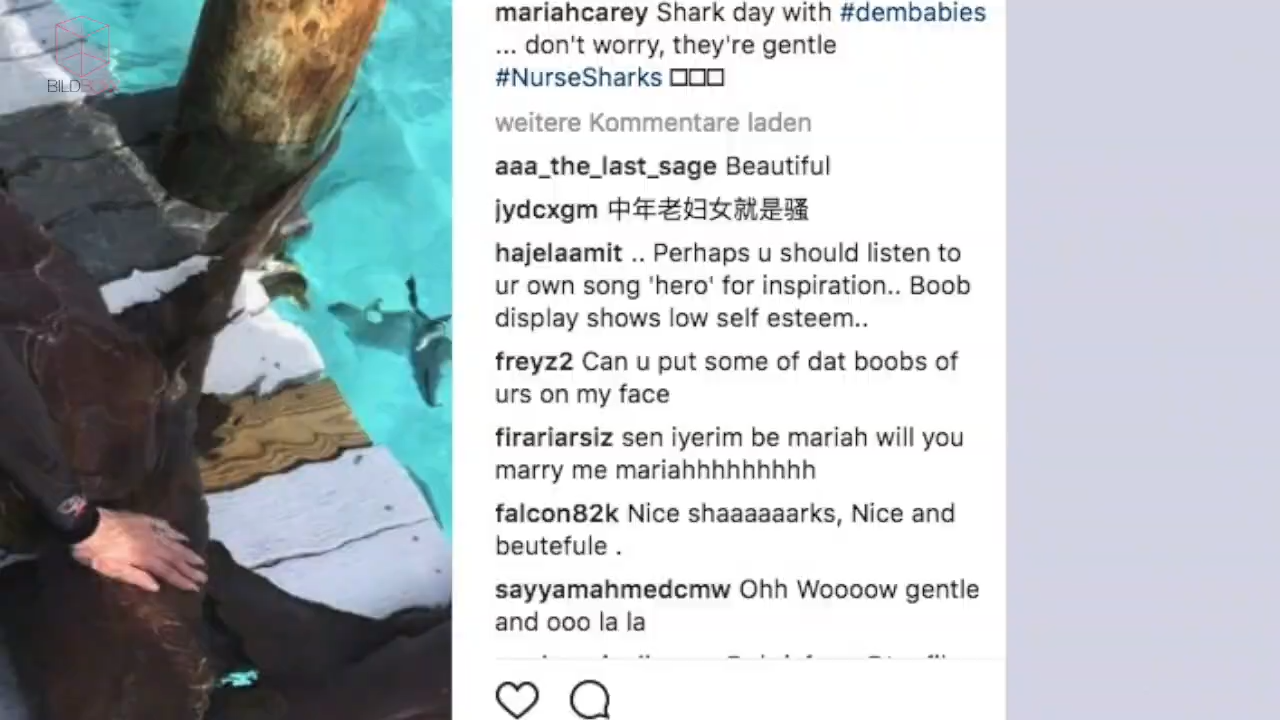 BILD
mariahcarey Shark day with #dembabies
... don't worry, they're gentle
#NurseSharks □□□
weitere Kommentare laden
aaa_the_last_sage Beautiful
jydcxgm 中年老妇女就是骚
hajelaamit .. Perhaps u should listen to
ur own song 'hero' for inspiration.. Boob
display shows low self esteem..
freyz2 Can u put some of dat boobs of
urs on my face
firariarsiz sen iyerim be mariah will you
marry me mariahhhhhhhhh
falcon82k Nice shaaaaaarks, Nice and
beutefule .
sayyamahmedcmw Ohh Woooow gentle
and ooo la la